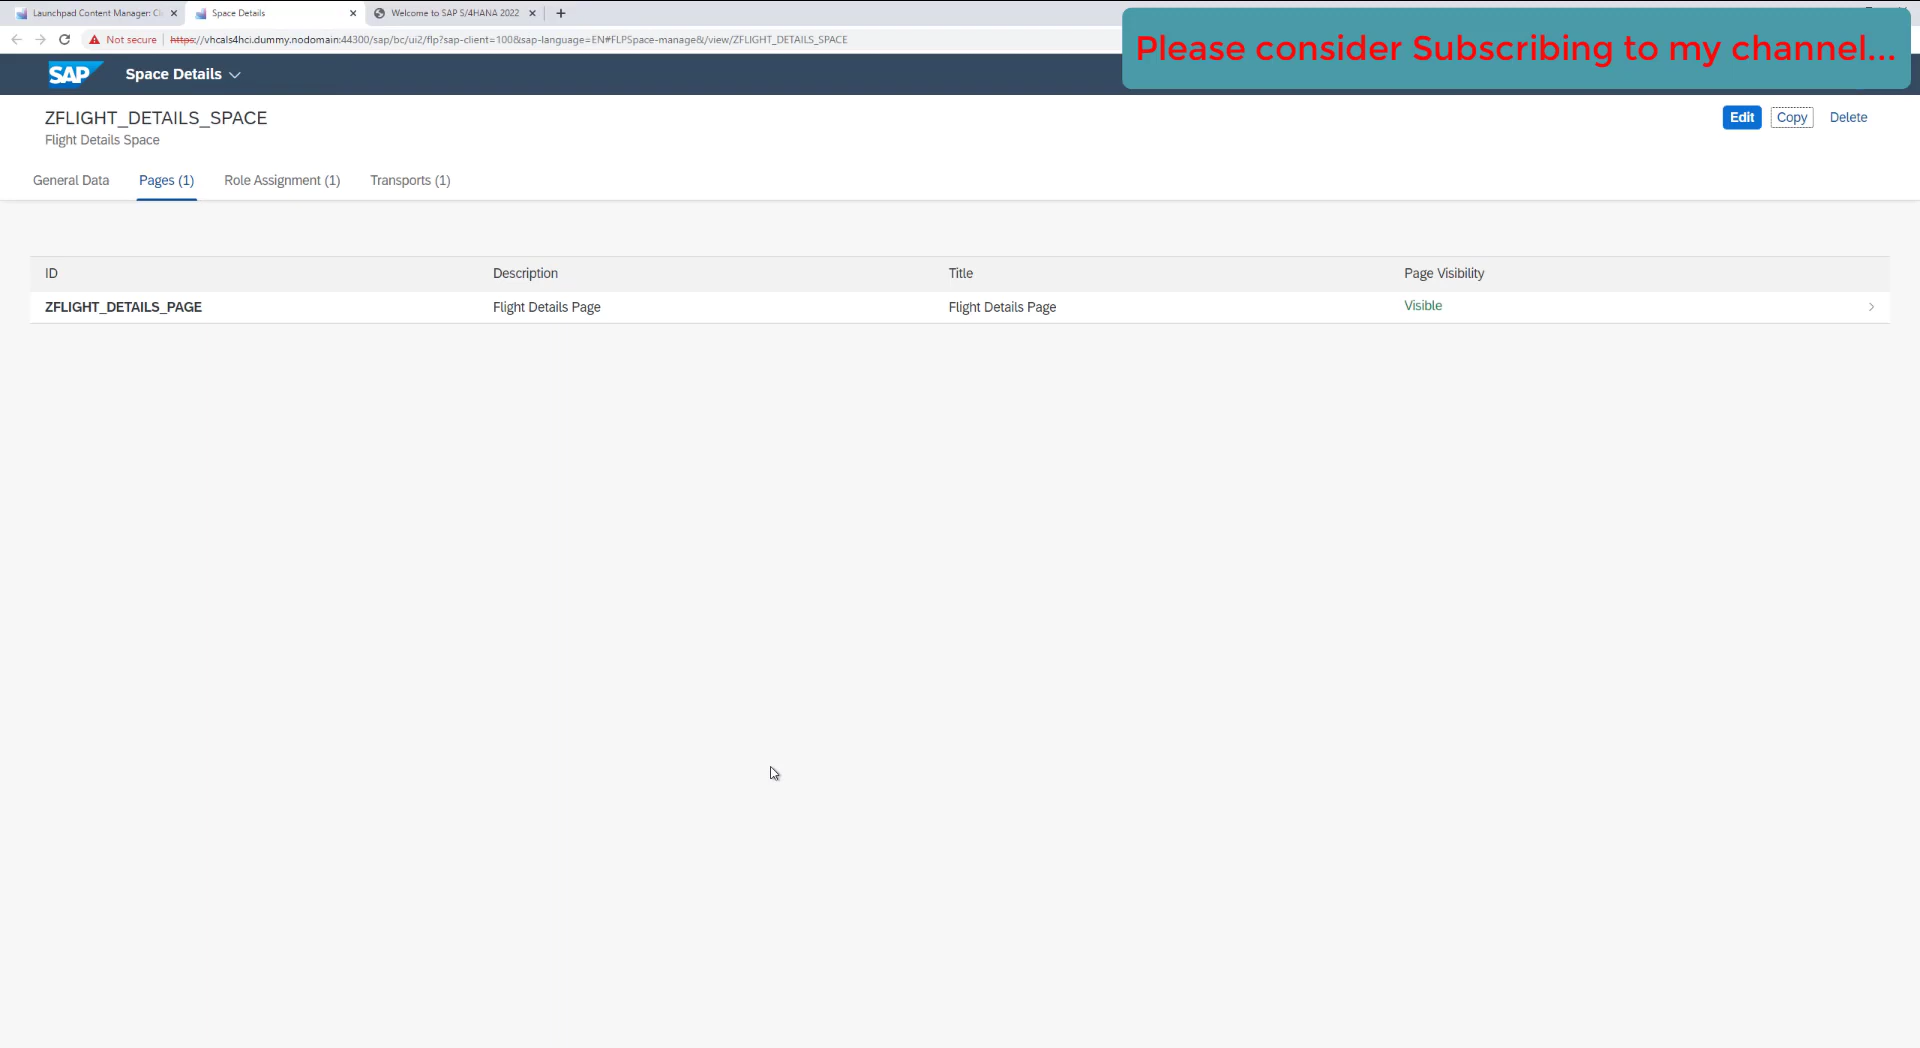 Launchpad Content Manager: Cl
Space Details
Welcome to SAP S/4HANA 2022
Not secure
https://vhcals4hci.dummy.nodomain:44300/sap/bc/ui2/flp?sap-client=100&sap-language=EN#FLPSpace-manage&/view/ZFLIGHT_DETAILS_SPACE
Please consider Subscribing to my channel...
SAP
Space Details
ZFLIGHT_DETAILS_SPACE
Flight Details Space
Edit
Copy
Delete
General Data
Pages (1)
Role Assignment (1)
Transports (1)
ID
Description
Title
Page Visibility
ZFLIGHT_DETAILS_PAGE
Flight Details Page
Flight Details Page
Visible